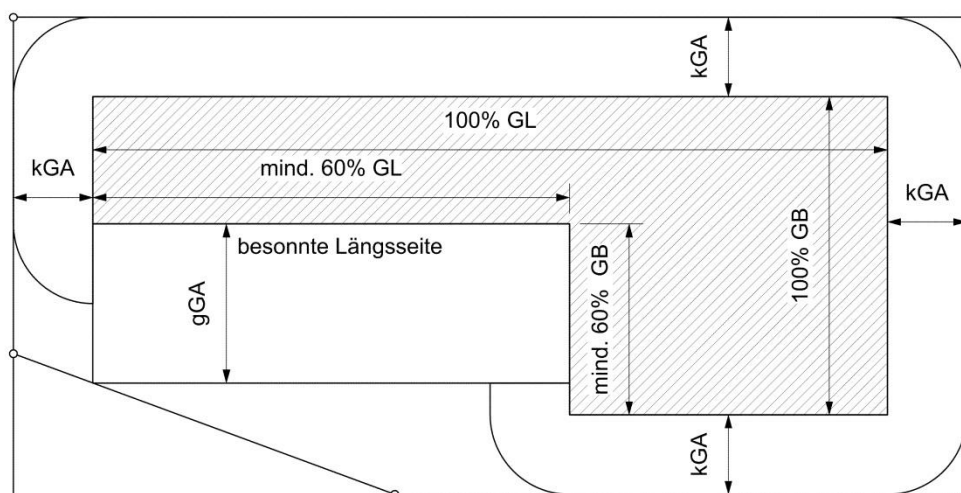 kGA
100% GL
kGA
mind. 60% GL
kGA
100% GB
besonnte Längsseite
gGA
mind. 60% GB
kGA